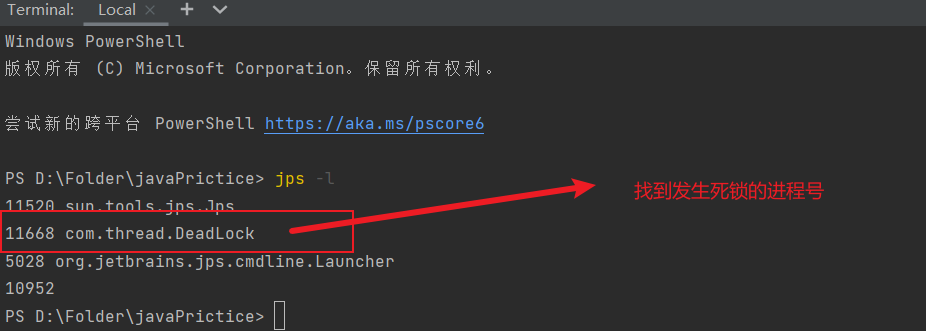 Terminal: Local
Windows PowerShell
版权所有 (C) Microsoft Corporation。保留所有权利。
尝试新的跨平台 PowerShell https://aka.ms/pscore6
PS D:\Folder\javaPrictice> jps -l
11520 sun.tools.jps.Jps
11668 com.thread.DeadLock
找到发生死锁的进程号
5028 org.jetbrains.jps.cmdline.Launcher
10952
PS D:\Folder\javaPrictice>